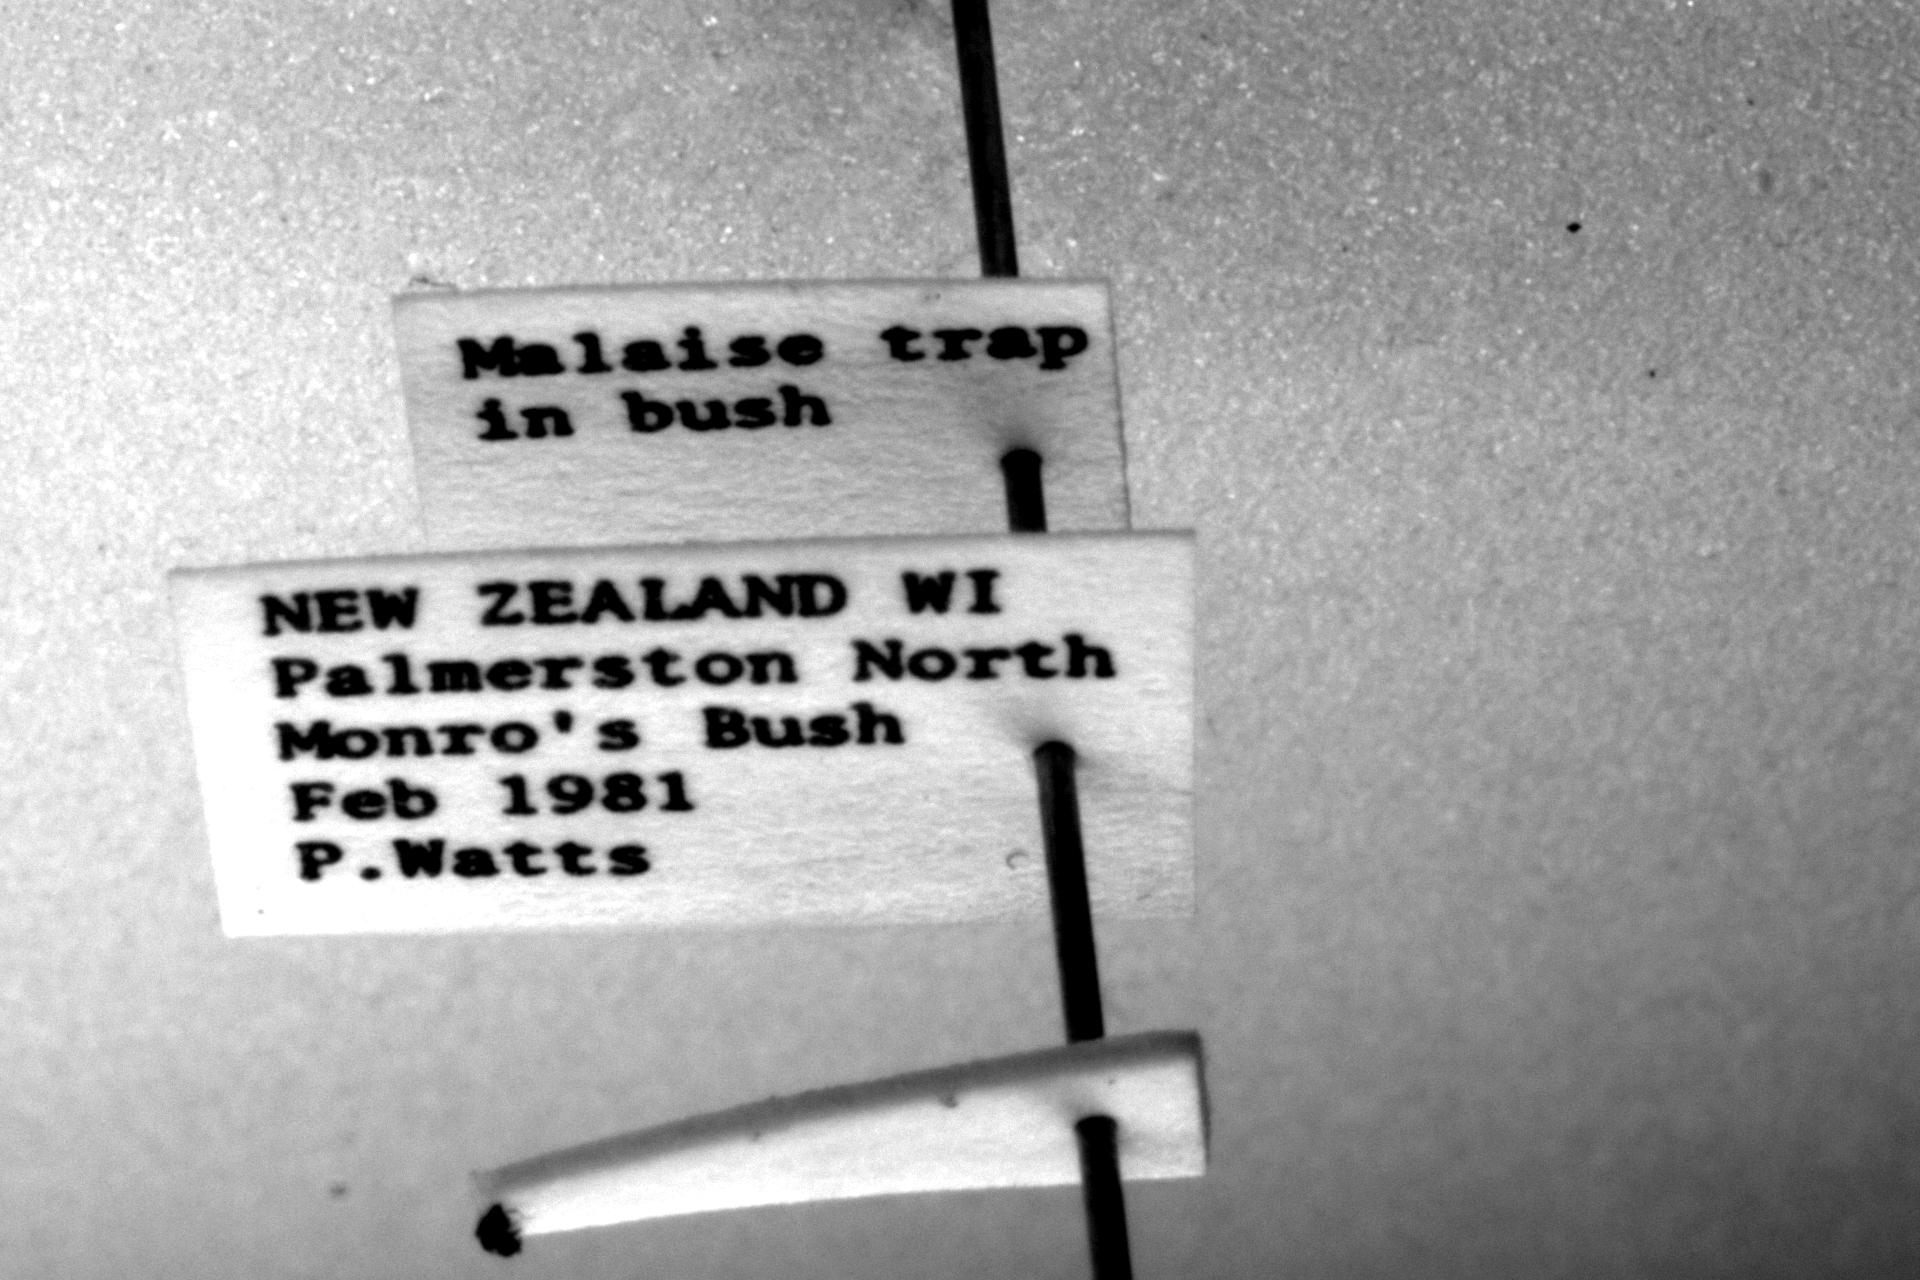 Malaise trap
in bush
NEW ZEALAND WI
Palmerston North
Monro's Bush
Feb 1981
P.Watts